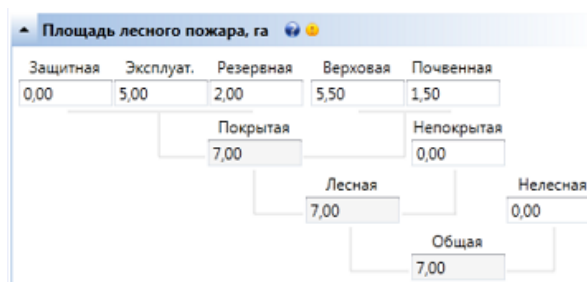 Площадь лесного пожара, га
Защитная Эксплуат. Резервная Верховая Почвенная
0,00 5,00 2,00 5,50 1,50
Покрытая Непокрытая
7,00 0,00
Лесная Нелесная
7,00 0,00
Общая
7,00